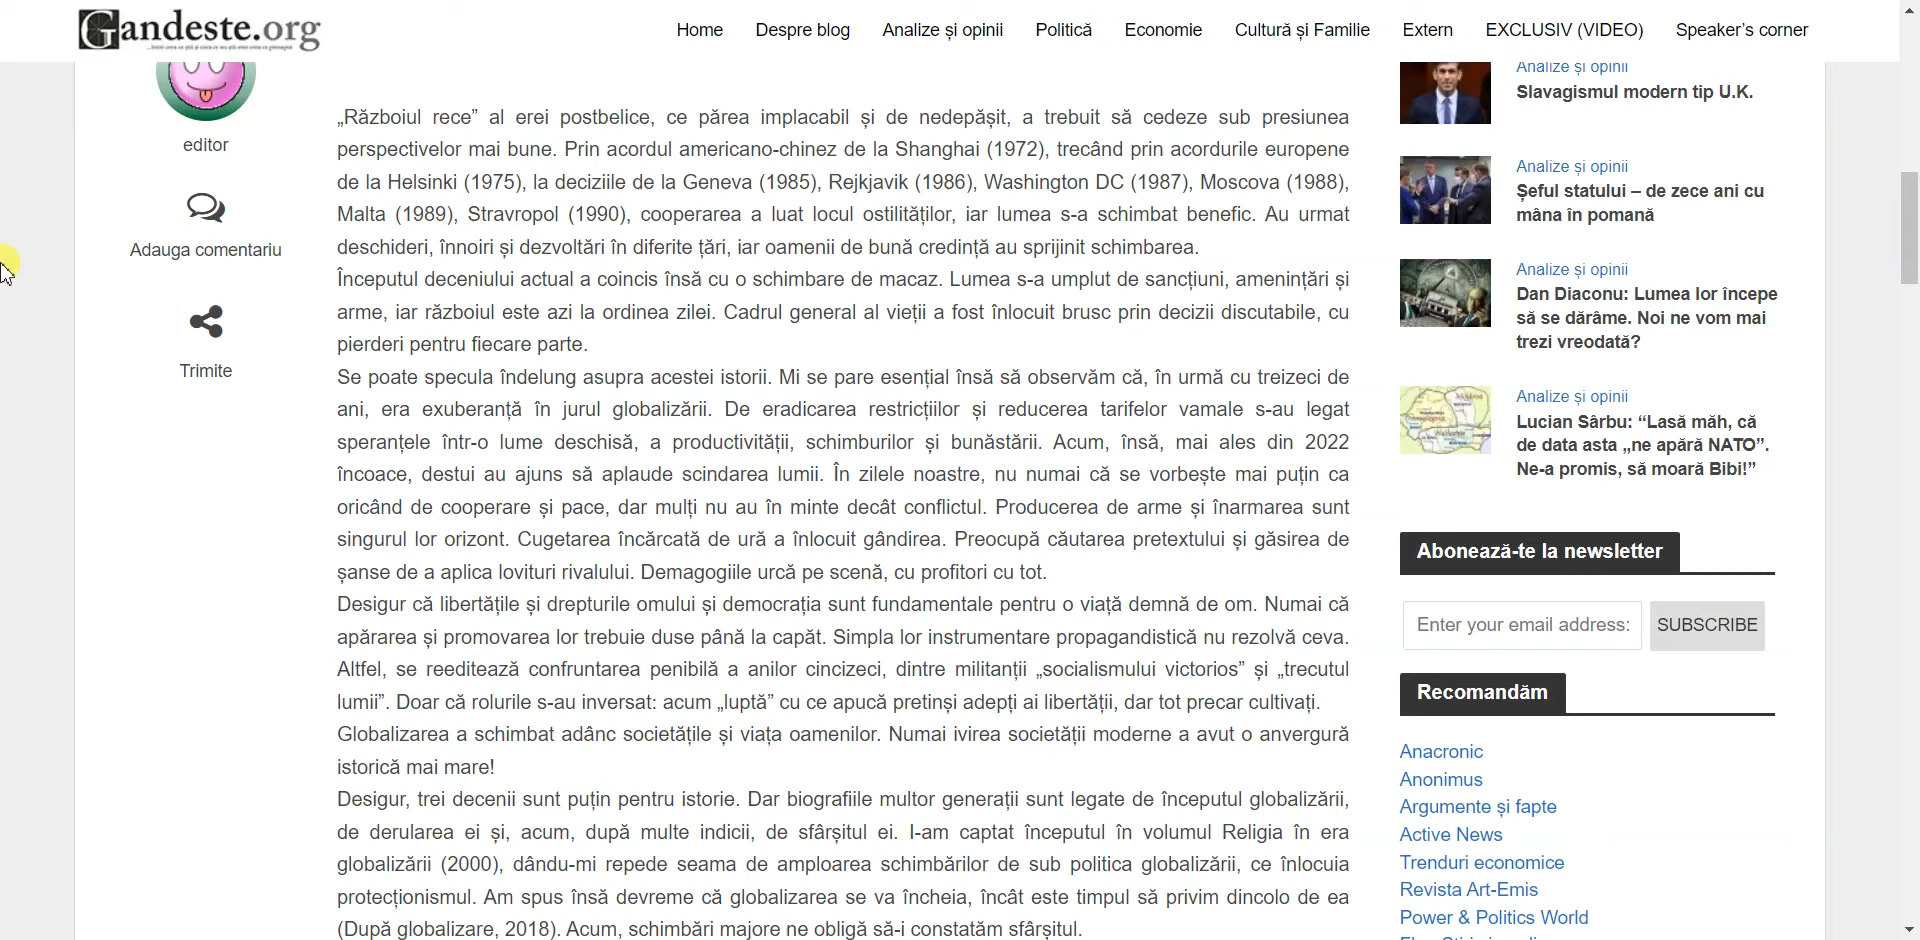 Gandeste.org
Home
Despre blog
Analize și opinii
Politică
Economie
Cultură și Familie
Extern
EXCLUSIV (VIDEO)
Speaker’s corner
editor
Adauga comentariu
Trimite
„Războiul rece” al erei postbelice, ce părea implacabil și de nedepășit, a trebuit să cedeze sub presiunea
perspectivelor mai bune. Prin acordul americano-chinez de la Shanghai (1972), trecând prin acordurile europene
de la Helsinki (1975), la deciziile de la Geneva (1985), Rejkjavik (1986), Washington DC (1987), Moscova (1988),
Malta (1989), Stravropol (1990), cooperarea a luat locul ostilităților, iar lumea s-a schimbat benefic. Au urmat
deschideri, înnoiri și dezvoltări în diferite țări, iar oamenii de bună credință au sprijinit schimbarea.
Începutul deceniului actual a coincis însă cu o schimbare de macaz. Lumea s-a umplut de sancțiuni, amenințări și
arme, iar războiul este azi la ordinea zilei. Cadrul general al vieții a fost înlocuit brusc prin decizii discutabile, cu
pierderi pentru fiecare parte.
Se poate specula îndelung asupra acestei istorii. Mi se pare esențial însă să observăm că, în urmă cu treizeci de
ani, era exuberanță în jurul globalizării. De eradicarea restricțiilor și reducerea tarifelor vamale s-au legat
speranțele într-o lume deschisă, a productivității, schimburilor și bunăstării. Acum, însă, mai ales din 2022
încoace, destui au ajuns să aplaude scindarea lumii. În zilele noastre, nu numai că se vorbește mai puțin ca
oricând de cooperare și pace, dar mulți nu au în minte decât conflictul. Producerea de arme și înarmarea sunt
singurul lor orizont. Cugetarea încărcată de ură a înlocuit gândirea. Preocupă căutarea pretextului și găsirea de
șanse de a aplica lovituri rivalului. Demagogiile urcă pe scenă, cu profitori cu tot.
Desigur că libertățile și drepturile omului și democrația sunt fundamentale pentru o viață demnă de om. Numai că
apărarea și promovarea lor trebuie duse până la capăt. Simpla lor instrumentare propagandistică nu rezolvă ceva.
Altfel, se reeditează confruntarea penibilă a anilor cincizeci, dintre militanții „socialismului victorios” și „trecutul
lumii”. Doar că rolurile s-au inversat: acum „luptă” cu ce apucă pretinși adepți ai libertății, dar tot precar cultivați.
Globalizarea a schimbat adânc societățile și viața oamenilor. Numai ivirea societății moderne a avut o anvergură
istorică mai mare!
Desigur, trei decenii sunt puțin pentru istorie. Dar biografiile multor generații sunt legate de începutul globalizării,
de derularea ei și, acum, după multe indicii, de sfârșitul ei. I-am captat începutul în volumul Religia în era
globalizării (2000), dându-mi repede seama de amploarea schimbărilor de sub politica globalizării, ce înlocuia
protecționismul. Am spus însă devreme că globalizarea se va încheia, încât este timpul să privim dincolo de ea
(După globalizare, 2018). Acum, schimbări majore ne obligă să-i constatăm sfârșitul.
Analize și opinii
Slavagismul modern tip U.K.
Analize și opinii
Șeful statului – de zece ani cu
mâna în pomană
Analize și opinii
Dan Diaconu: Lumea lor începe
să se dărâme. Noi ne vom mai
trezi vreodată?
Analize și opinii
Lucian Sârbu: “Lasă măh, că
de data asta „ne apără NATO”.
Ne-a promis, să moară Bibi!”
Abonează-te la newsletter
Enter your email address:
SUBSCRIBE
Recomandăm
Anacronic
Anonimus
Argumente și fapte
Active News
Trenduri economice
Revista Art-Emis
Power & Politics World